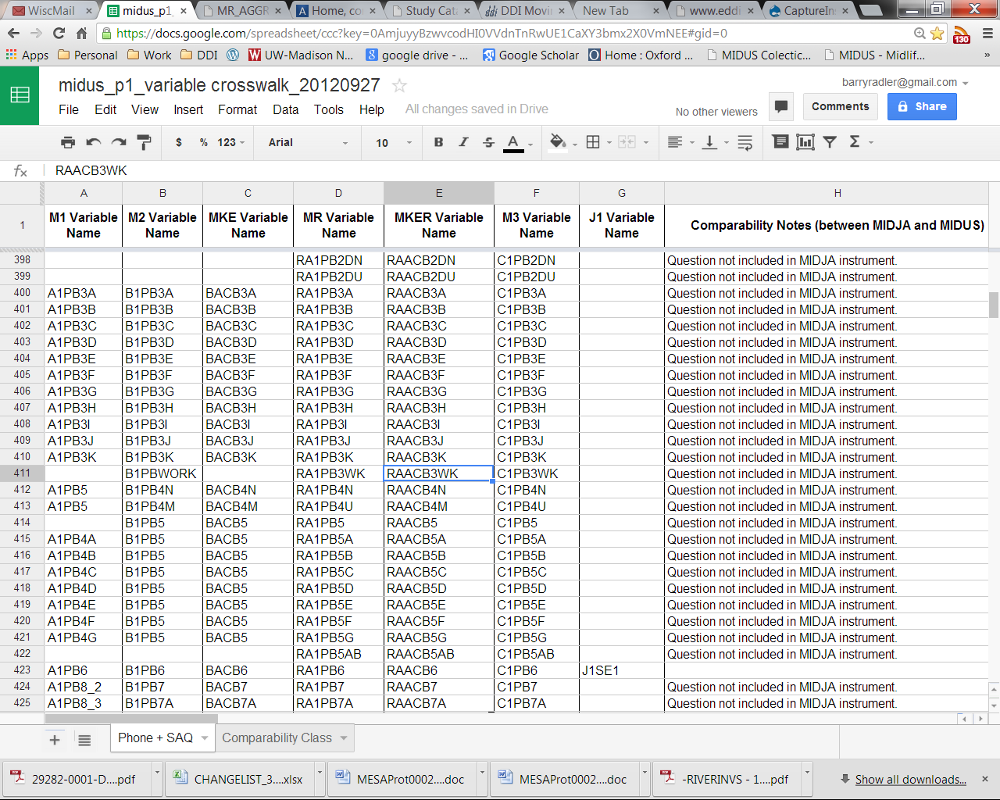 WiscMail midus_p1_ MR_AGGR Home, co Study Cat DDI Movi New Tab www.eddi CaptureIn
https://docs.google.com/spreadsheet/ccc?key=0AmjuyyBzwvcodHI0VVdnTnRwUE1CaXY3bmx2X0VmNEE#gid=0 130
Apps Personal Work DDI UW-Madison N... google drive - ... Google Scholar Home : Oxford ... MIDUS Colectic... MIDUS - Midlif... »
midus_p1_variable crosswalk_20120927 barryradler@gmail.com
File Edit View Insert Format Data Tools Help All changes saved in Drive No other viewers Comments Share
$ % 123 Arial 10 B I S A Σ
fx RAACB3WK
A B C D E F G H
1 M1 Variable Name M2 Variable Name MKE Variable Name MR Variable Name MKER Variable Name M3 Variable Name J1 Variable Name Comparability Notes (between MIDJA and MIDUS)
398 RA1PB2DN RAACB2DN C1PB2DN Question not included in MIDJA instrument.
399 RA1PB2DU RAACB2DU C1PB2DU Question not included in MIDJA instrument.
400 A1PB3A B1PB3A BACB3A RA1PB3A RAACB3A C1PB3A Question not included in MIDJA instrument.
401 A1PB3B B1PB3B BACB3B RA1PB3B RAACB3B C1PB3B Question not included in MIDJA instrument.
402 A1PB3C B1PB3C BACB3C RA1PB3C RAACB3C C1PB3C Question not included in MIDJA instrument.
403 A1PB3D B1PB3D BACB3D RA1PB3D RAACB3D C1PB3D Question not included in MIDJA instrument.
404 A1PB3E B1PB3E BACB3E RA1PB3E RAACB3E C1PB3E Question not included in MIDJA instrument.
405 A1PB3F B1PB3F BACB3F RA1PB3F RAACB3F C1PB3F Question not included in MIDJA instrument.
406 A1PB3G B1PB3G BACB3G RA1PB3G RAACB3G C1PB3G Question not included in MIDJA instrument.
407 A1PB3H B1PB3H BACB3H RA1PB3H RAACB3H C1PB3H Question not included in MIDJA instrument.
408 A1PB3I B1PB3I BACB3I RA1PB3I RAACB3I C1PB3I Question not included in MIDJA instrument.
409 A1PB3J B1PB3J BACB3J RA1PB3J RAACB3J C1PB3J Question not included in MIDJA instrument.
410 A1PB3K B1PB3K BACB3K RA1PB3K RAACB3K C1PB3K Question not included in MIDJA instrument.
411 B1PBWORK RA1PB3WK RAACB3WK C1PB3WK Question not included in MIDJA instrument.
412 A1PB5 B1PB4N BACB4N RA1PB4N RAACB4N C1PB4N Question not included in MIDJA instrument.
413 A1PB5 B1PB4M BACB4M RA1PB4U RAACB4M C1PB4U Question not included in MIDJA instrument.
414 B1PB5 BACB5 RA1PB5 RAACB5 C1PB5 Question not included in MIDJA instrument.
415 A1PB4A B1PB5 BACB5 RA1PB5A RAACB5A C1PB5A Question not included in MIDJA instrument.
416 A1PB4B B1PB5 BACB5 RA1PB5B RAACB5B C1PB5B Question not included in MIDJA instrument.
417 A1PB4C B1PB5 BACB5 RA1PB5C RAACB5C C1PB5C Question not included in MIDJA instrument.
418 A1PB4D B1PB5 BACB5 RA1PB5D RAACB5D C1PB5D Question not included in MIDJA instrument.
419 A1PB4E B1PB5 BACB5 RA1PB5E RAACB5E C1PB5E Question not included in MIDJA instrument.
420 A1PB4F B1PB5 BACB5 RA1PB5F RAACB5F C1PB5F Question not included in MIDJA instrument.
421 A1PB4G B1PB5 BACB5 RA1PB5G RAACB5G C1PB5G Question not included in MIDJA instrument.
422 RA1PB5AB RAACB5AB C1PB5AB Question not included in MIDJA instrument.
423 A1PB6 B1PB6 BACB6 RA1PB6 RAACB6 C1PB6 J1SE1
424 A1PB8_2 B1PB7 BACB7 RA1PB7 RAACB7 C1PB7 Question not included in MIDJA instrument.
425 A1PB8_3 B1PB7A BACB7A RA1PB7A RAACB7A C1PB7A Question not included in MIDJA instrument.
Phone + SAQ Comparability Class
29282-0001-D....pdf CHANGELIST_3....xlsx MESAProt0002....doc MESAProt0002....doc -RIVERINVS - 1....pdf Show all downloads...